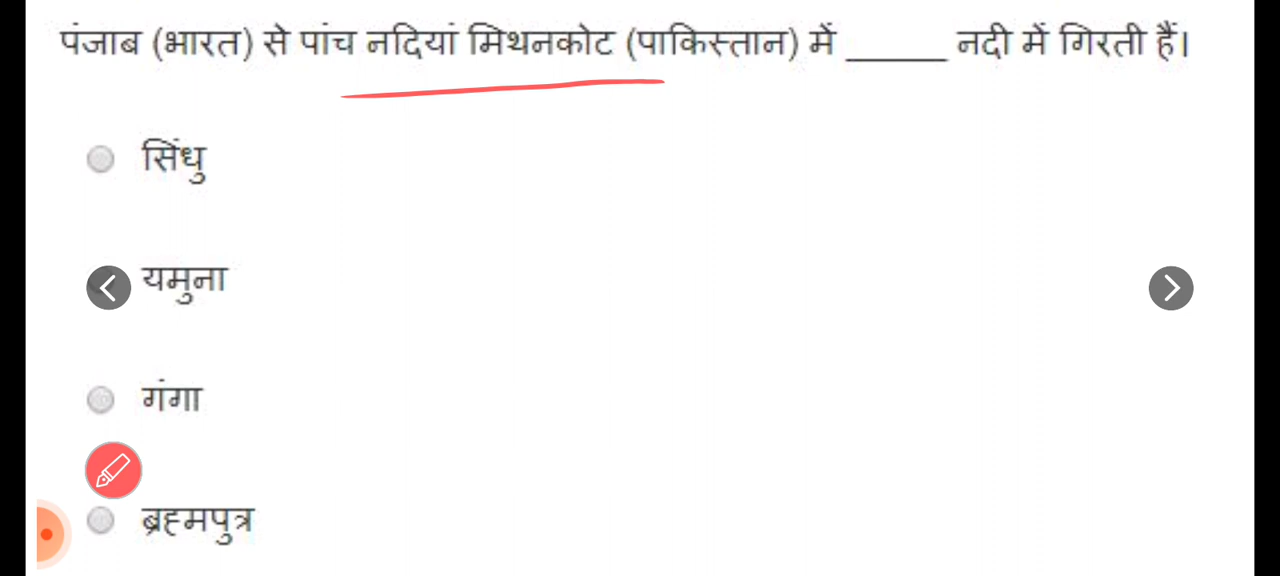 पंजाब (भारत) से पांच नदियां मिथनकोट (पाकिस्तान) में ______ नदी में गिरती हैं।
सिंधु
यमुना
गंगा
ब्रह्मपुत्र